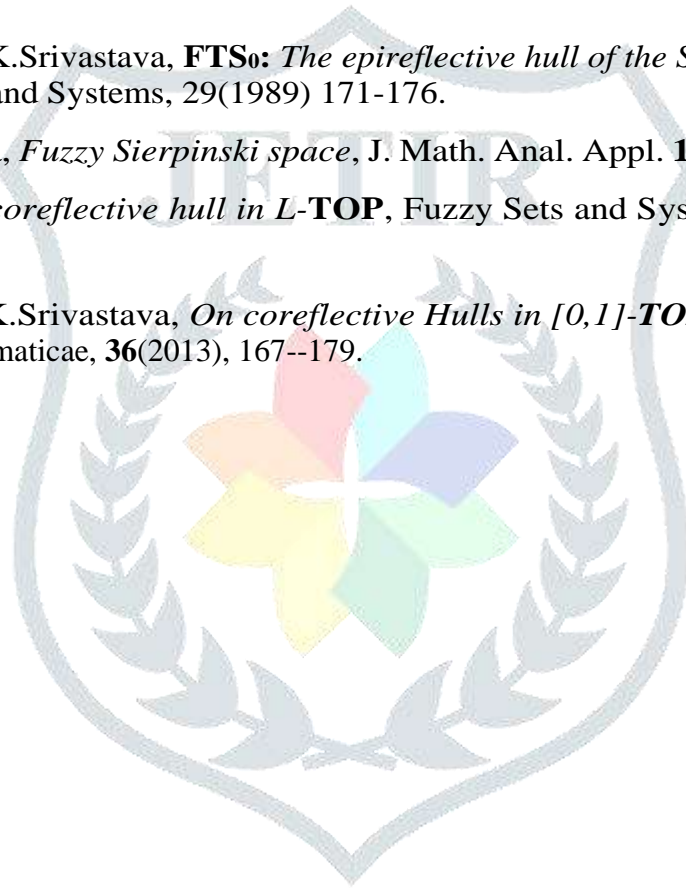 K.Srivastava, FTS₀: The epireflective hull of the S
and Systems, 29(1989) 171-176.
, Fuzzy Sierpinski space, J. Math. Anal. Appl. 1
coreflective hull in L-TOP, Fuzzy Sets and Sys
K.Srivastava, On coreflective Hulls in [0,1]-TO
maticae, 36(2013), 167--179.
JETIR